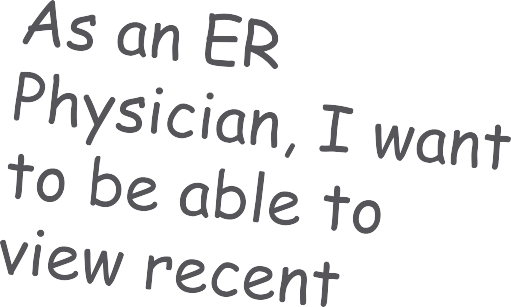 As an ER
Physician, I want
to be able to
view recent